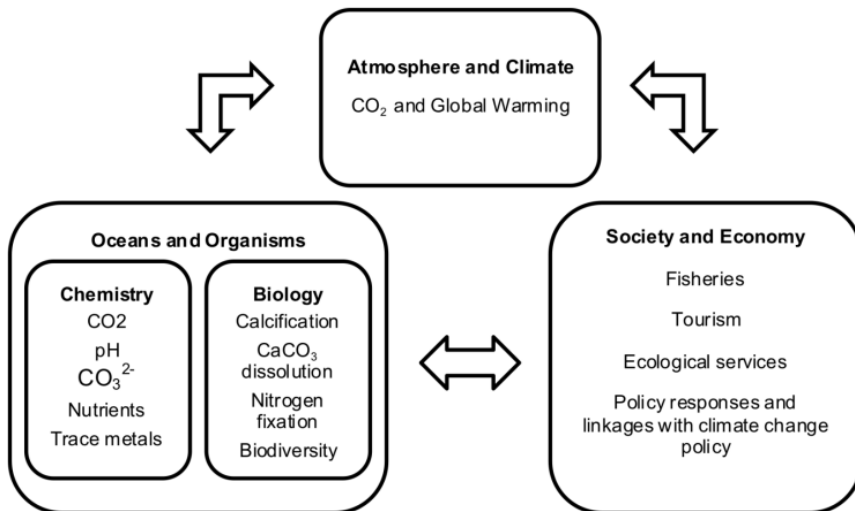 Atmosphere and Climate
CO₂ and Global Warming
Oceans and Organisms
Chemistry
CO2
pH
CO₃²⁻
Nutrients
Trace metals
Biology
Calcification
CaCO₃
dissolution
Nitrogen
fixation
Biodiversity
Society and Economy
Fisheries
Tourism
Ecological services
Policy responses and
linkages with climate change
policy